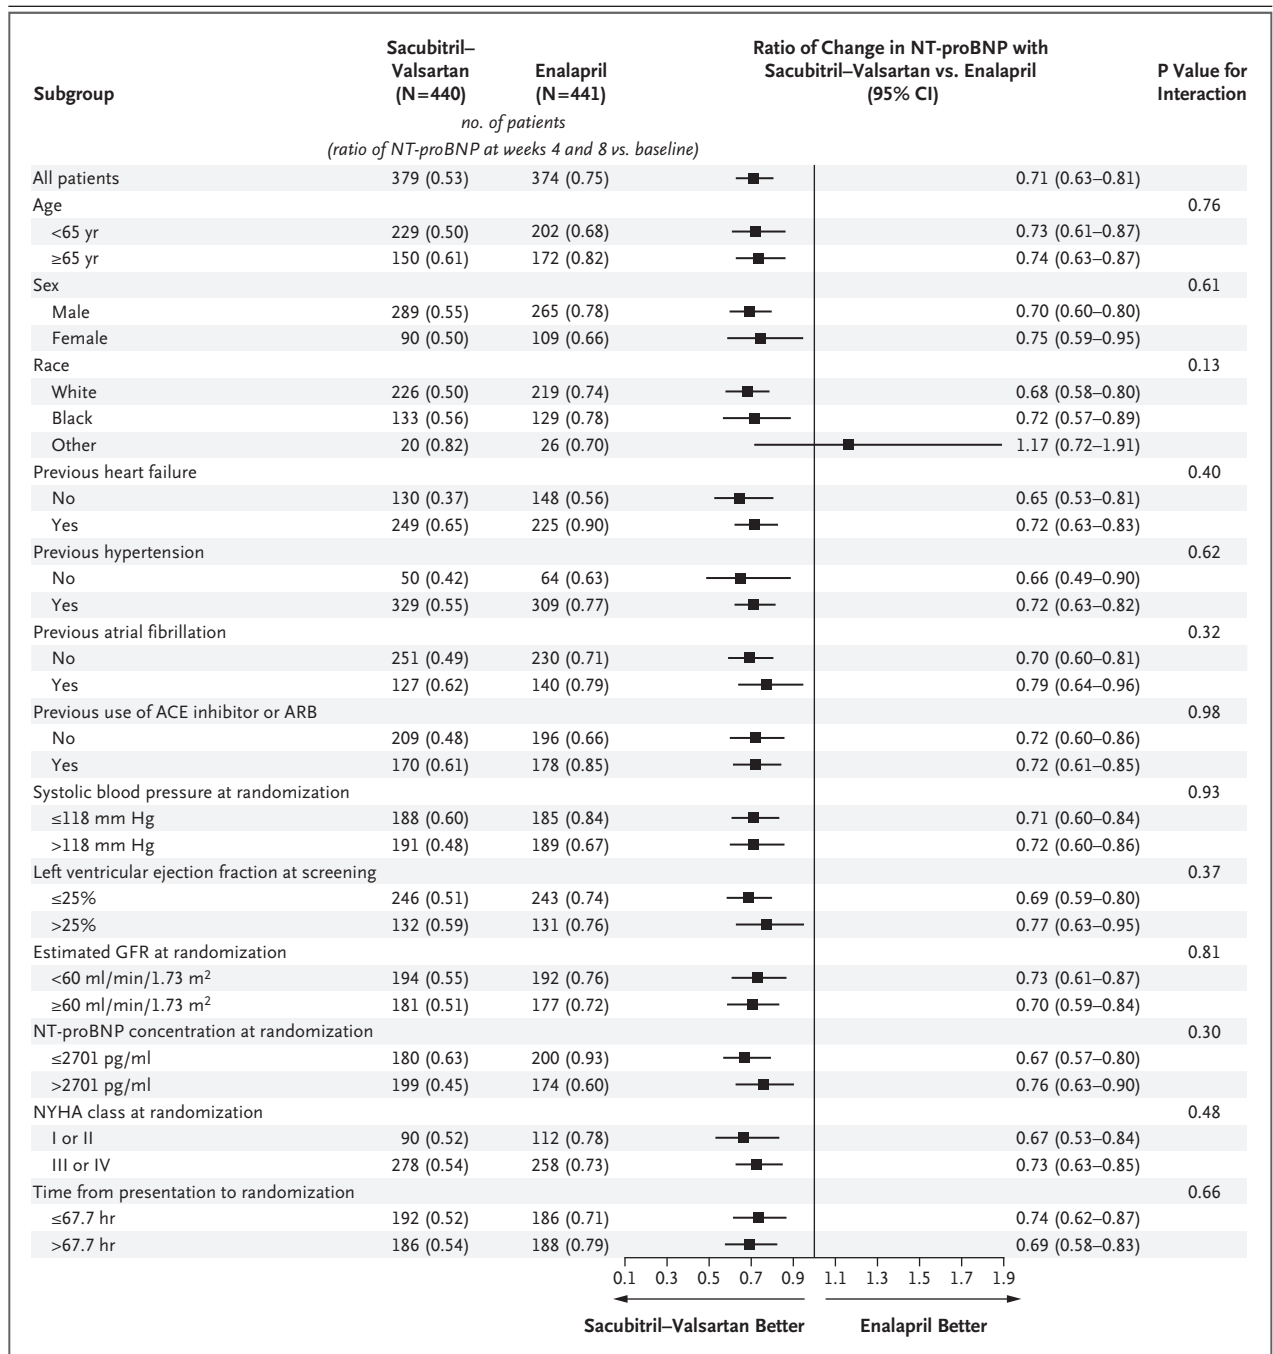 Subgroup
Sacubitril–
Valsartan
(N=440)
Enalapril
(N=441)
Ratio of Change in NT-proBNP with
Sacubitril–Valsartan vs. Enalapril
(95% CI)
P Value for
Interaction
no. of patients
(ratio of NT-proBNP at weeks 4 and 8 vs. baseline)
All patients 379 (0.53) 374 (0.75) 0.71 (0.63–0.81)
Age 0.76
<65 yr 229 (0.50) 202 (0.68) 0.73 (0.61–0.87)
≥65 yr 150 (0.61) 172 (0.82) 0.74 (0.63–0.87)
Sex 0.61
Male 289 (0.55) 265 (0.78) 0.70 (0.60–0.80)
Female 90 (0.50) 109 (0.66) 0.75 (0.59–0.95)
Race 0.13
White 226 (0.50) 219 (0.74) 0.68 (0.58–0.80)
Black 133 (0.56) 129 (0.78) 0.72 (0.57–0.89)
Other 20 (0.82) 26 (0.70) 1.17 (0.72–1.91)
Previous heart failure 0.40
No 130 (0.37) 148 (0.56) 0.65 (0.53–0.81)
Yes 249 (0.65) 225 (0.90) 0.72 (0.63–0.83)
Previous hypertension 0.62
No 50 (0.42) 64 (0.63) 0.66 (0.49–0.90)
Yes 329 (0.55) 309 (0.77) 0.72 (0.63–0.82)
Previous atrial fibrillation 0.32
No 251 (0.49) 230 (0.71) 0.70 (0.60–0.81)
Yes 127 (0.62) 140 (0.79) 0.79 (0.64–0.96)
Previous use of ACE inhibitor or ARB 0.98
No 209 (0.48) 196 (0.66) 0.72 (0.60–0.86)
Yes 170 (0.61) 178 (0.85) 0.72 (0.61–0.85)
Systolic blood pressure at randomization 0.93
≤118 mm Hg 188 (0.60) 185 (0.84) 0.71 (0.60–0.84)
>118 mm Hg 191 (0.48) 189 (0.67) 0.72 (0.60–0.86)
Left ventricular ejection fraction at screening 0.37
≤25% 246 (0.51) 243 (0.74) 0.69 (0.59–0.80)
>25% 132 (0.59) 131 (0.76) 0.77 (0.63–0.95)
Estimated GFR at randomization 0.81
<60 ml/min/1.73 m² 194 (0.55) 192 (0.76) 0.73 (0.61–0.87)
≥60 ml/min/1.73 m² 181 (0.51) 177 (0.72) 0.70 (0.59–0.84)
NT-proBNP concentration at randomization 0.30
≤2701 pg/ml 180 (0.63) 200 (0.93) 0.67 (0.57–0.80)
>2701 pg/ml 199 (0.45) 174 (0.60) 0.76 (0.63–0.90)
NYHA class at randomization 0.48
I or II 90 (0.52) 112 (0.78) 0.67 (0.53–0.84)
III or IV 278 (0.54) 258 (0.73) 0.73 (0.63–0.85)
Time from presentation to randomization 0.66
≤67.7 hr 192 (0.52) 186 (0.71) 0.74 (0.62–0.87)
>67.7 hr 186 (0.54) 188 (0.79) 0.69 (0.58–0.83)
0.1 0.3 0.5 0.7 0.9 1.1 1.3 1.5 1.7 1.9
Sacubitril–Valsartan Better Enalapril Better